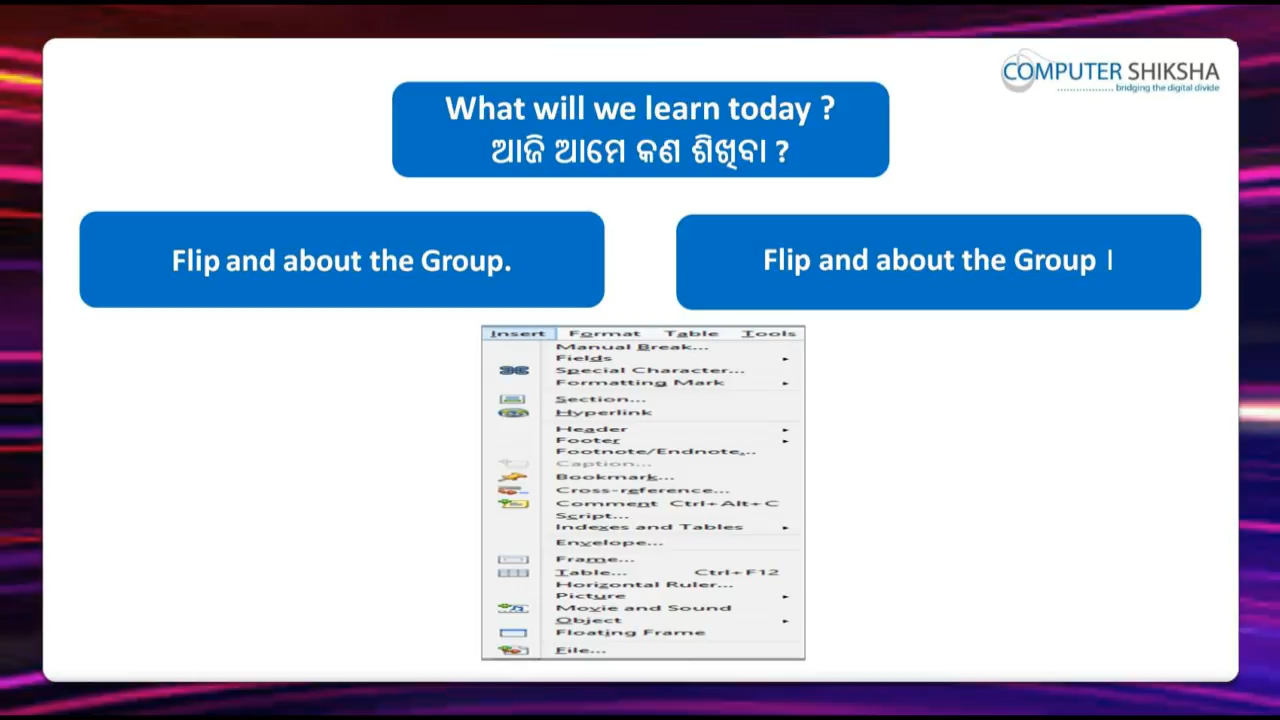 COMPUTER SHIKSHA
bridging the digital divide
What will we learn today ?
ଆଜି ଆମେ କଣ ଶିଖିବା ?
Flip and about the Group.
Flip and about the Group ।
Insert Format Table Tools
Manual Break...
Fields
Special Character...
Formatting Mark
Section...
Hyperlink
Header
Footer
Footnote/Endnote...
Caption...
Bookmark...
Cross-reference...
Comment Ctrl+Alt+C
Script...
Indexes and Tables
Envelope...
Frame...
Table... Ctrl+F12
Horizontal Ruler...
Picture
Movie and Sound
Object
Floating Frame
File...